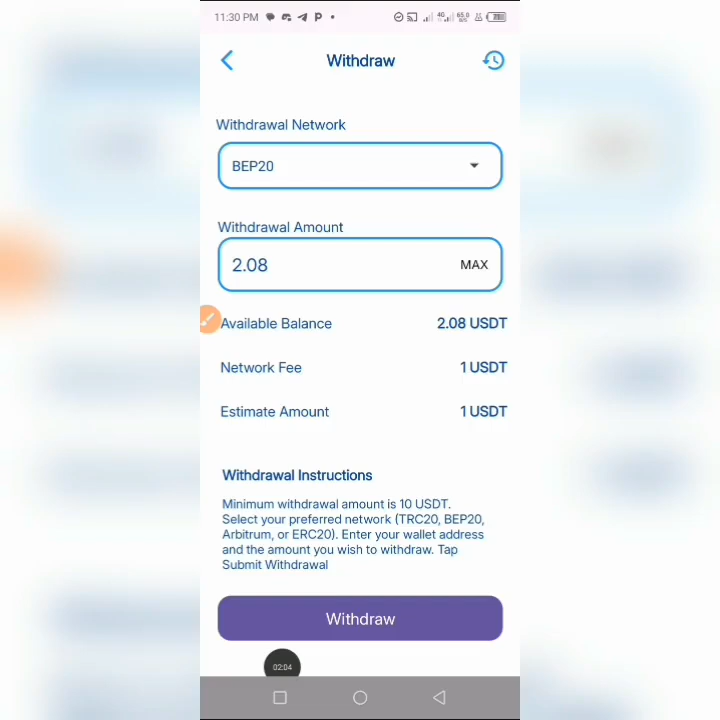 11:30 PM
Withdraw
Withdrawal Network
BEP20
Withdrawal Amount
2.08 MAX
Available Balance 2.08 USDT
Network Fee 1 USDT
Estimate Amount 1 USDT
Withdrawal Instructions
Minimum withdrawal amount is 10 USDT.
Select your preferred network (TRC20, BEP20,
Arbitrum, or ERC20). Enter your wallet address
and the amount you wish to withdraw. Tap
Submit Withdrawal
Withdraw
02:04